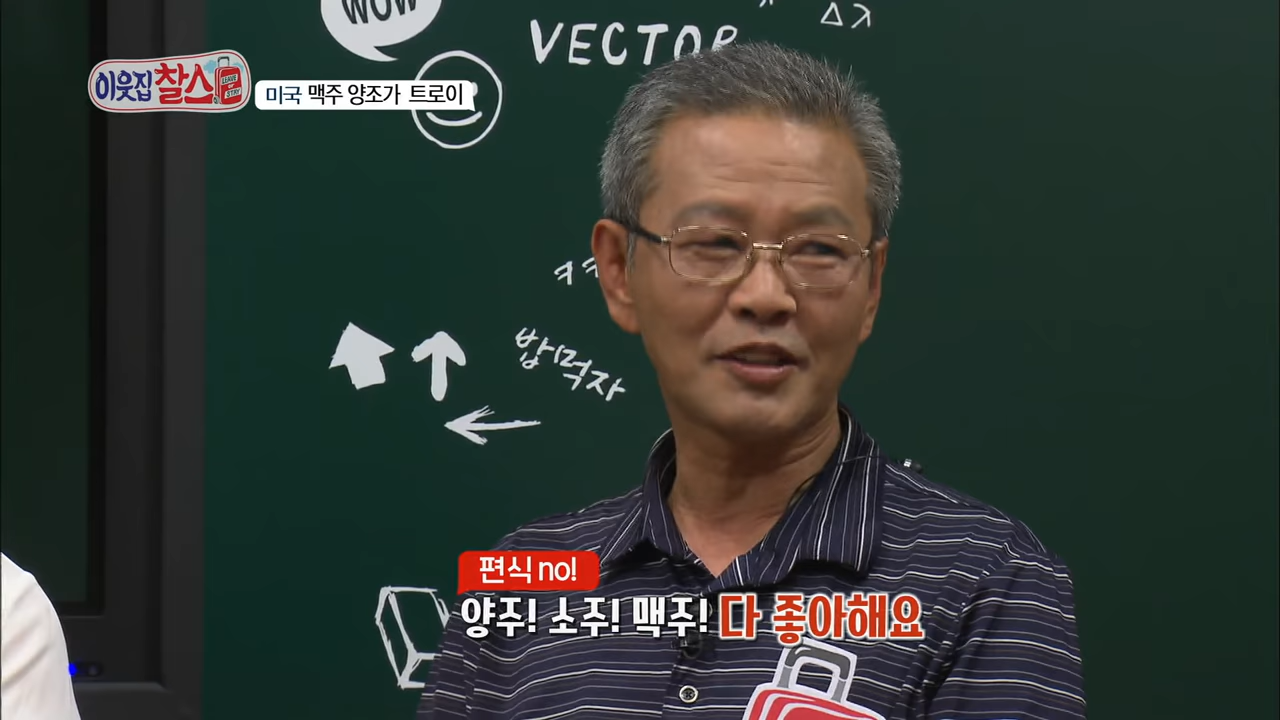 WOW
VECTOR
이웃집 찰스
LEAVE or STAY
미국 맥주 양조가 트로이
ㅋㅋ
밥먹자
편식 no!
양주! 소주! 맥주! 다 좋아해요